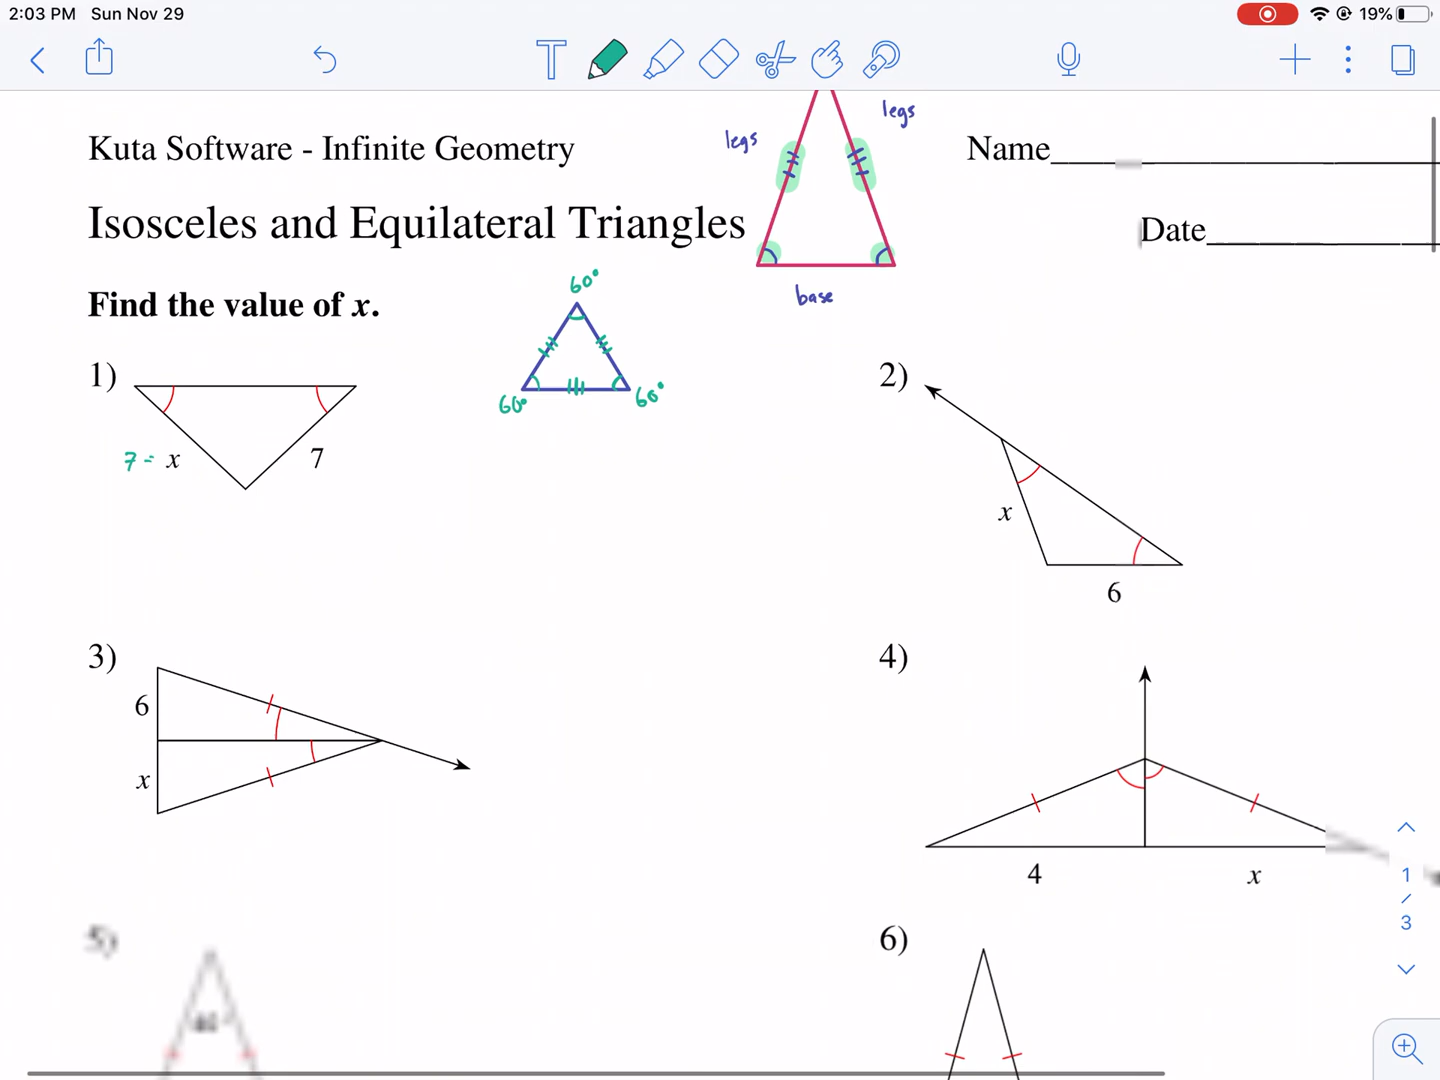 2:03 PM Sun Nov 29
19%
legs
legs
Kuta Software - Infinite Geometry
Name
Isosceles and Equilateral Triangles
Date
base
60°
Find the value of x.
60°
60°
1)
7 = x
7
2)
x
6
3)
6
x
4)
4
x
1
/
3
5)
6)